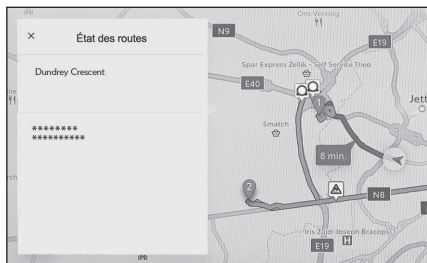 ×
État des routes
Dundrey Crescent
********
**********
Ons Vervolg
N9
E19
Spar Express Zellik - Self Service Theo
E40
1
Jett
Smatch
8 min.
2
N8
Iris Zuid-Joseph Bracops
H
E19